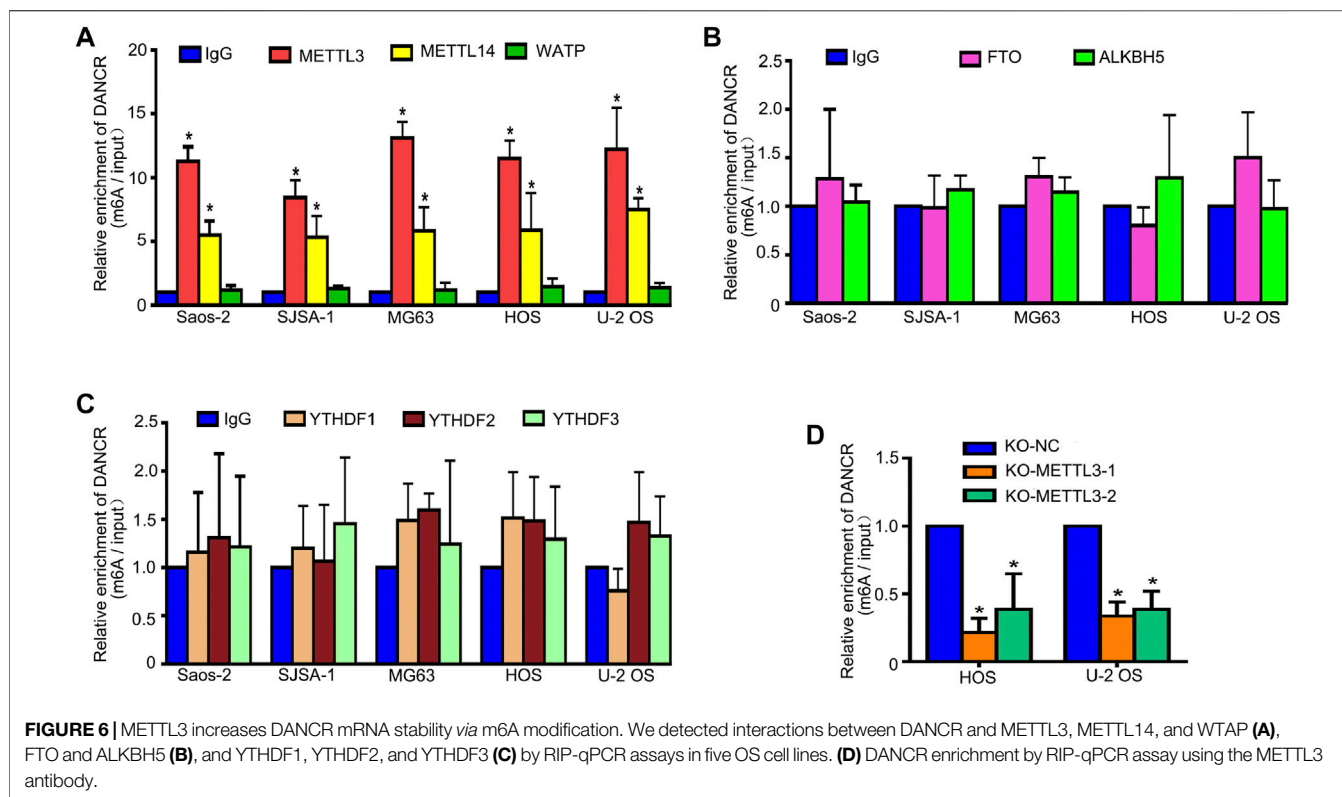 A
IgG METTL3 METTL14 WATP
Relative enrichment of DANCR
(m6A / input)
20
15
10
5
0
* * * * * * * * * *
Saos-2 SJSA-1 MG63 HOS U-2 OS
B
IgG FTO ALKBH5
Relative enrichment of DANCR
(m6A / input)
2.5
2.0
1.5
1.0
0.5
0
Saos-2 SJSA-1 MG63 HOS U-2 OS
C
IgG YTHDF1 YTHDF2 YTHDF3
Relative enrichment of DANCR
(m6A / input)
2.5
2.0
1.5
1.0
0.5
0
Saos-2 SJSA-1 MG63 HOS U-2 OS
D
KO-NC
KO-METTL3-1
KO-METTL3-2
Relative enrichment of DANCR
(m6A / input)
1.5
1.0
0.5
0
* * * *
HOS U-2 OS
FIGURE 6 | METTL3 increases DANCR mRNA stability via m6A modification. We detected interactions between DANCR and METTL3, METTL14, and WTAP (A),
FTO and ALKBH5 (B), and YTHDF1, YTHDF2, and YTHDF3 (C) by RIP-qPCR assays in five OS cell lines. (D) DANCR enrichment by RIP-qPCR assay using the METTL3
antibody.